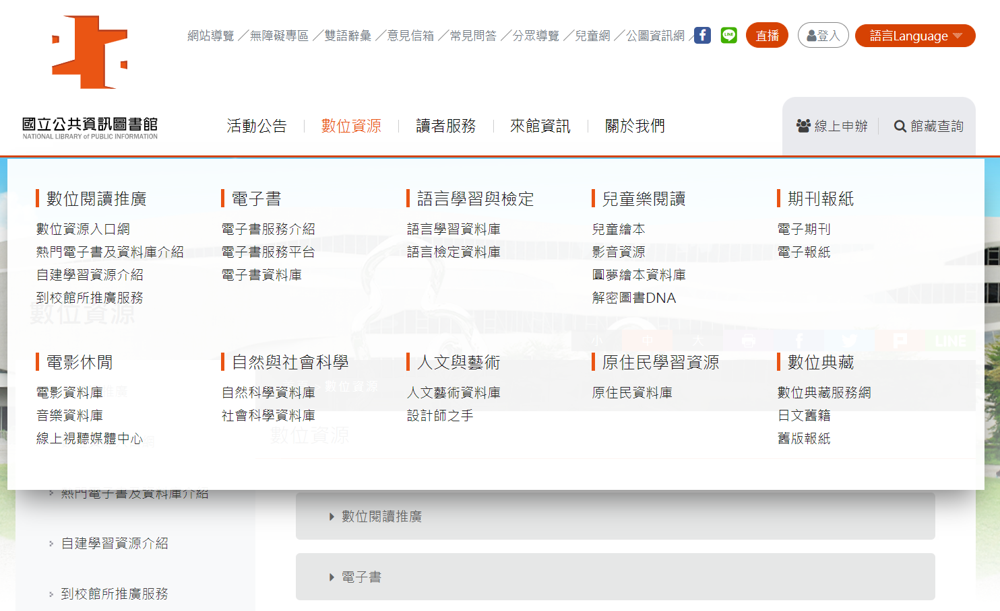 網站導覽 ／無障礙專區 ／雙語辭彙 ／意見信箱 ／常見問答 ／分眾導覽 ／兒童網 ／公圖資訊網 ／
LINE
直播
登入
語言Language
國立公共資訊圖書館
NATIONAL LIBRARY of PUBLIC INFORMATION
活動公告
數位資源
讀者服務
來館資訊
關於我們
線上申辦
館藏查詢
數位閱讀推廣
數位資源入口網
熱門電子書及資料庫介紹
自建學習資源介紹
到校館所推廣服務
電子書
電子書服務介紹
電子書服務平台
電子書資料庫
語言學習與檢定
語言學習資料庫
語言檢定資料庫
兒童樂閱讀
兒童繪本
影音資源
圓夢繪本資料庫
解密圖書DNA
期刊報紙
電子期刊
電子報紙
數位資源
小
中
大
LINE
電影休閒
電影資料庫
音樂資料庫
線上視聽媒體中心
自然與社會科學
自然科學資料庫
社會科學資料庫
人文與藝術
人文藝術資料庫
設計師之手
原住民學習資源
原住民資料庫
數位典藏
數位典藏服務網
日文舊籍
舊版報紙
數位資源
數位資源
熱門電子書及資料庫介紹
自建學習資源介紹
到校館所推廣服務
數位閱讀推廣
電子書